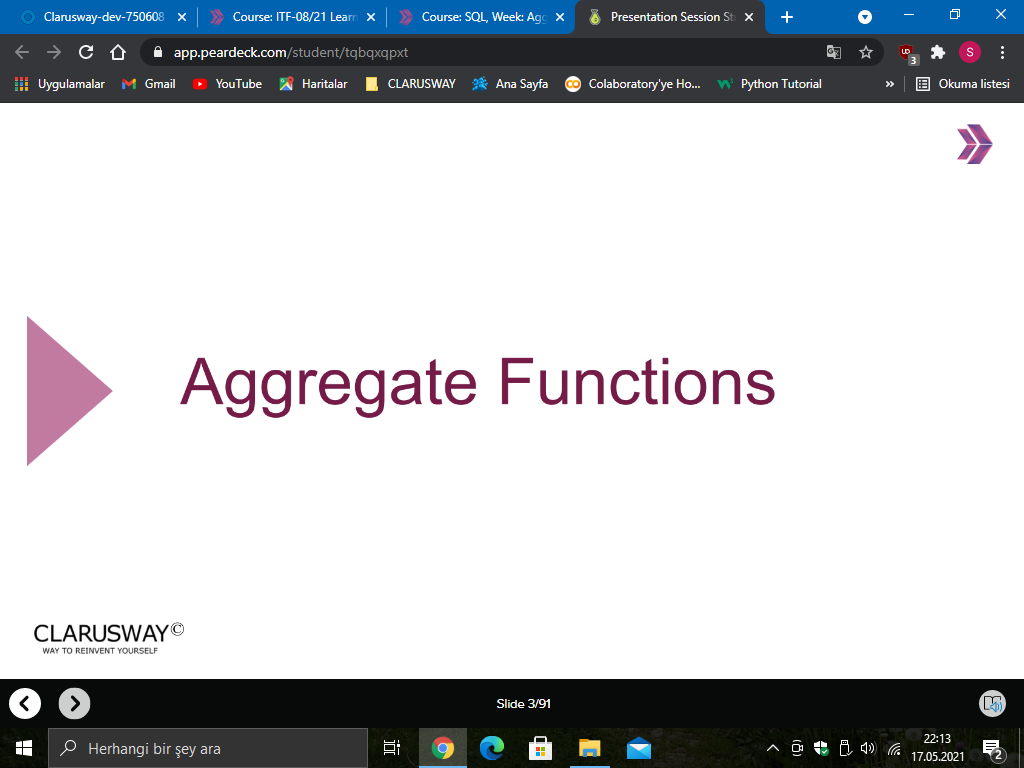 Clarusway-dev-750608
Course: ITF-08/21 Learn
Course: SQL, Week: Agg
Presentation Session St
app.peardeck.com/student/tqbqxqpxt
S
3
Uygulamalar
Gmail
YouTube
Haritalar
CLARUSWAY
Ana Sayfa
Colaboratory'ye Ho...
Python Tutorial
»
Okuma listesi
Aggregate Functions
CLARUSWAY©
WAY TO REINVENT YOURSELF
Slide 3/91
Herhangi bir şey ara
22:13
17.05.2021
2